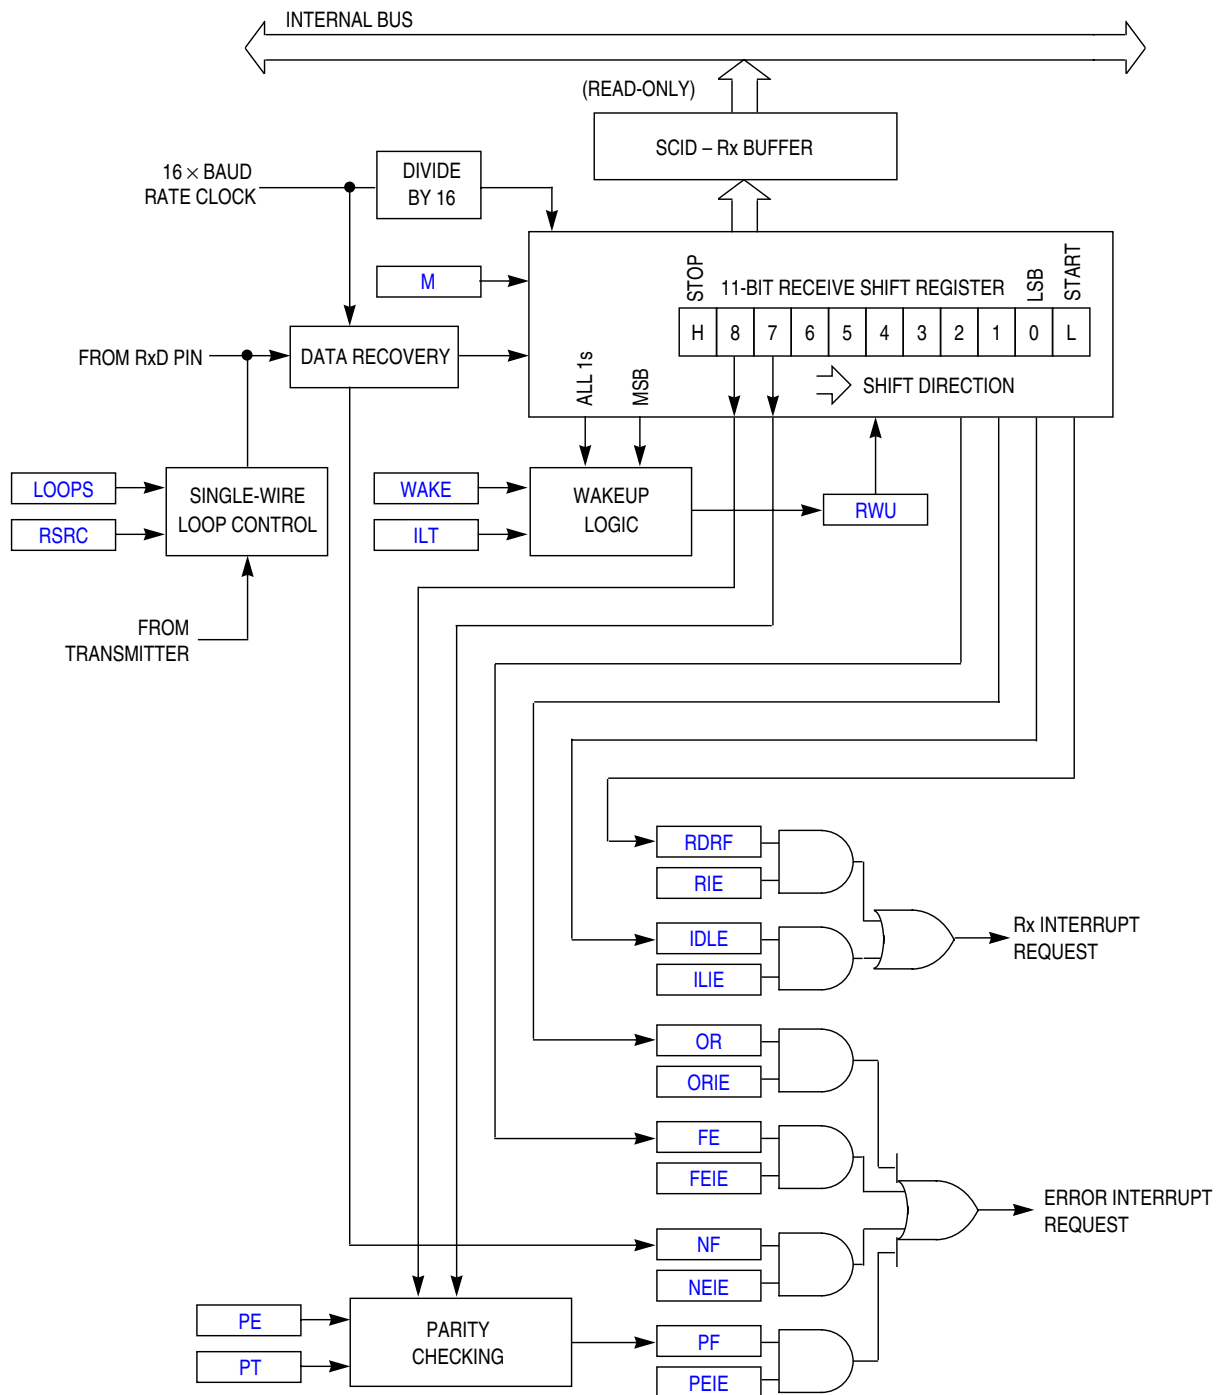 INTERNAL BUS
(READ-ONLY)
SCID – Rx BUFFER
16 × BAUD
RATE CLOCK
DIVIDE
BY 16
M
STOP
11-BIT RECEIVE SHIFT REGISTER
LSB
START
H 8 7 6 5 4 3 2 1 0 L
FROM RxD PIN
DATA RECOVERY
ALL 1s
MSB
SHIFT DIRECTION
LOOPS
RSRC
SINGLE-WIRE
LOOP CONTROL
WAKE
ILT
WAKEUP
LOGIC
RWU
FROM
TRANSMITTER
RDRF
RIE
IDLE
ILIE
Rx INTERRUPT
REQUEST
OR
ORIE
FE
FEIE
ERROR INTERRUPT
REQUEST
NF
NEIE
PE
PT
PARITY
CHECKING
PF
PEIE